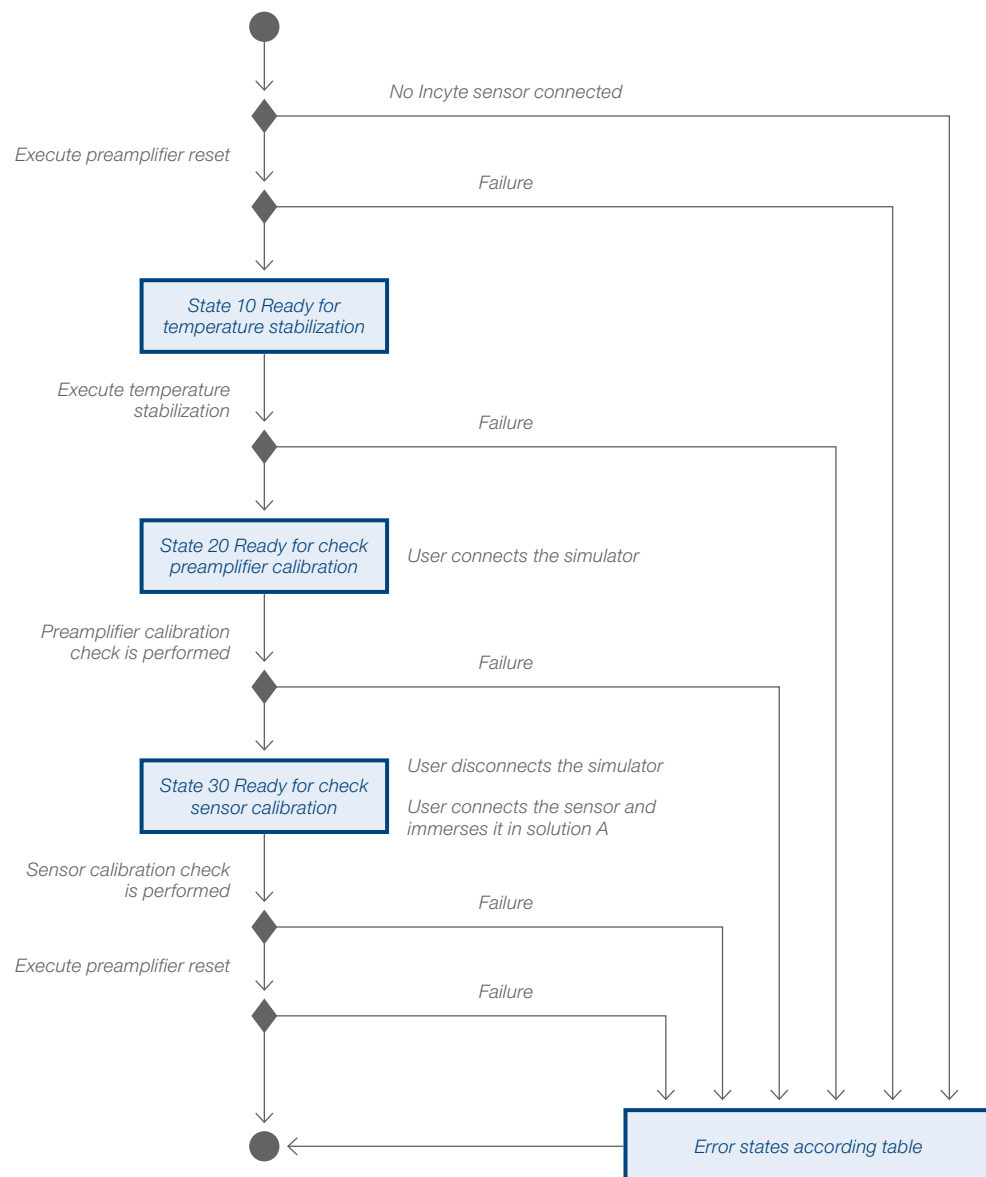 No Incyte sensor connected
Execute preamplifier reset
Failure
State 10 Ready for
temperature stabilization
Execute temperature
stabilization
Failure
State 20 Ready for check
preamplifier calibration
User connects the simulator
Preamplifier calibration
check is performed
Failure
State 30 Ready for check
sensor calibration
User disconnects the simulator
User connects the sensor and
immerses it in solution A
Sensor calibration check
is performed
Failure
Execute preamplifier reset
Failure
Error states according table